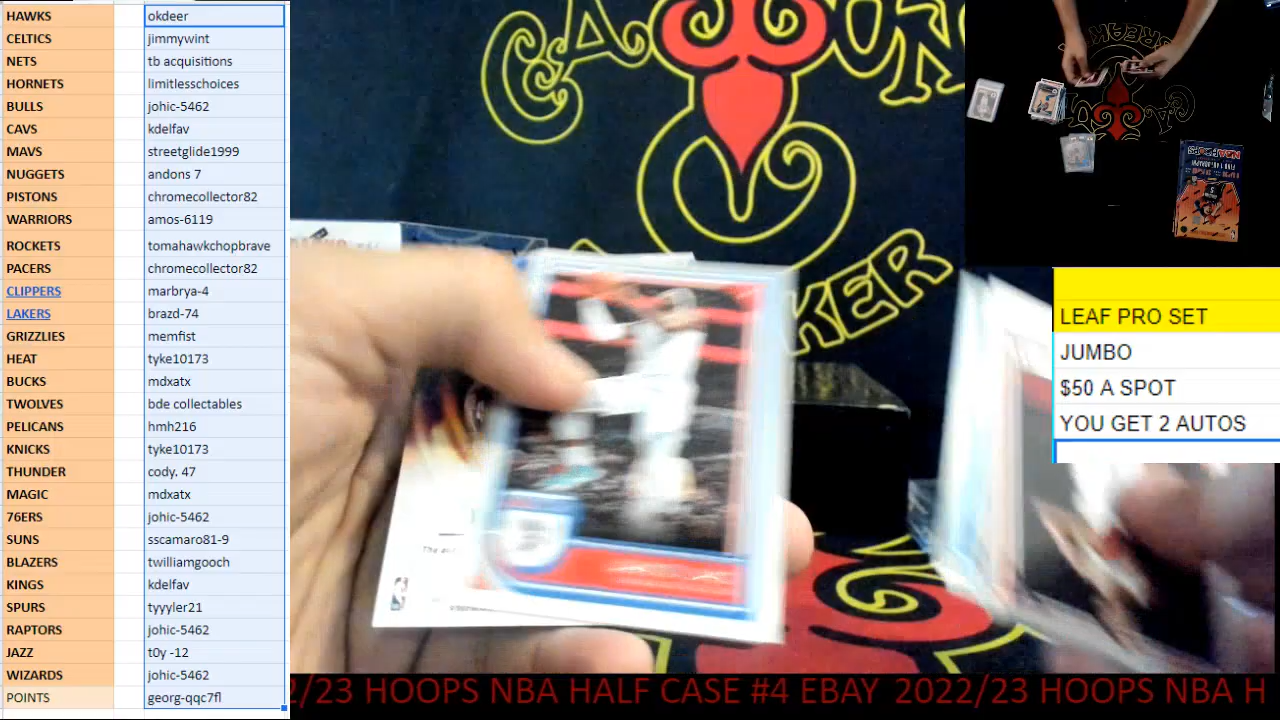 HAWKS okdeer
CELTICS jimmywint
NETS tb acquisitions
HORNETS limitlesschoices
BULLS johic-5462
CAVS kdelfav
MAVS streetglide1999
NUGGETS andons 7
PISTONS chromecollector82
WARRIORS amos-6119
ROCKETS tomahawkchopbrave
PACERS chromecollector82
CLIPPERS marbrya-4
LAKERS brazd-74
GRIZZLIES memfist
HEAT tyke10173
BUCKS mdxatx
TWOLVES bde collectables
PELICANS hmh216
KNICKS tyke10173
THUNDER cody. 47
MAGIC mdxatx
76ERS johic-5462
SUNS sscamaro81-9
BLAZERS twilliamgooch
KINGS kdelfav
SPURS tyyyler21
RAPTORS johic-5462
JAZZ t0y -12
WIZARDS johic-5462
POINTS georg-qqc7fl
LEAF PRO SET
JUMBO
$50 A SPOT
YOU GET 2 AUTOS
2/23 HOOPS NBA HALF CASE #4 EBAY 2022/23 HOOPS NBA H